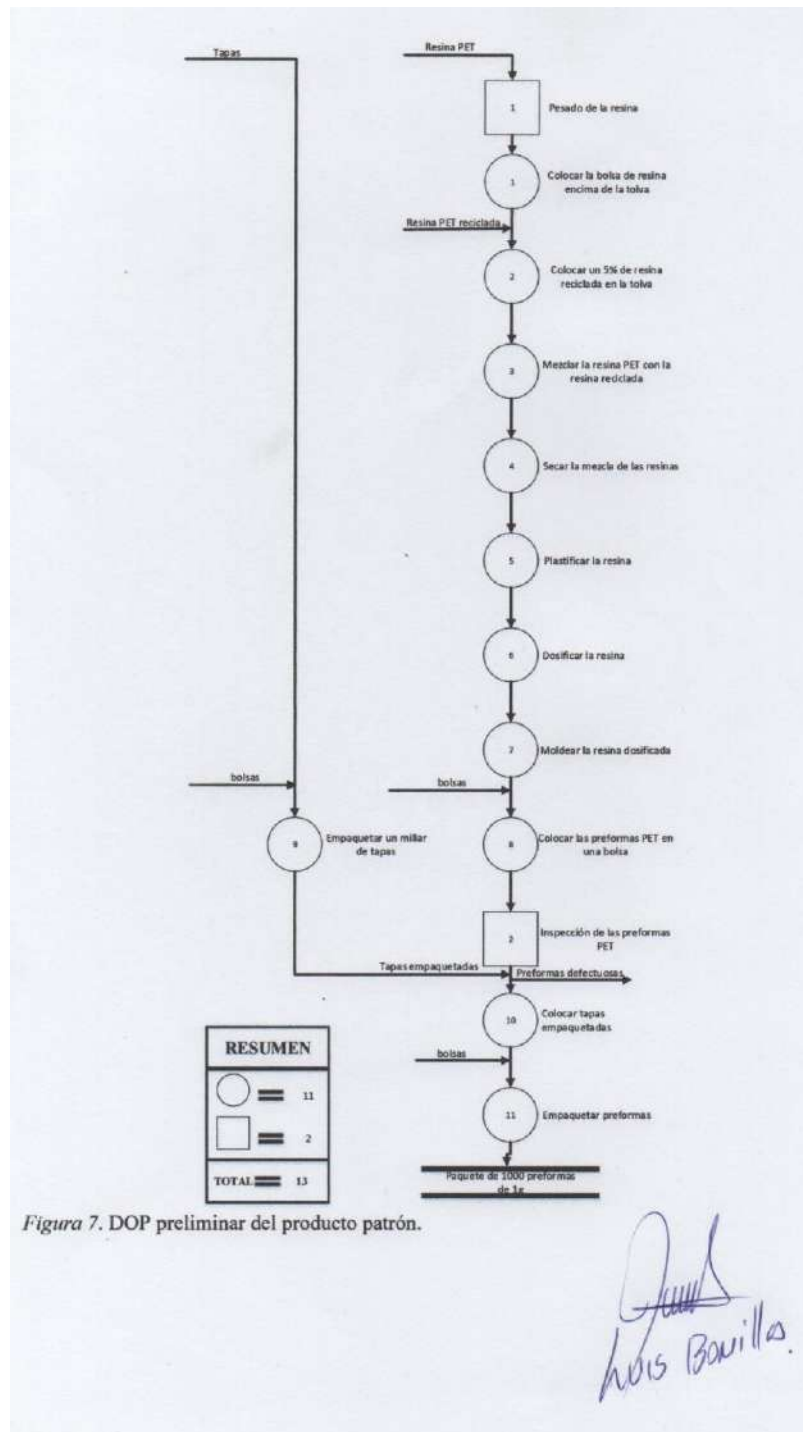 Tapas
Resina PET
1
Pesado de la resina
1
Colocar la bolsa de resina
encima de la tolva
Resina PET reciclada
2
Colocar un 5% de resina
reciclada en la tolva
3
Mezclar la resina PET con la
resina reciclada
4
Secar la mezcla de las resinas
5
Plastificar la resina
6
Dosificar la resina
7
Moldear la resina dosificada
bolsas
bolsas
9
Empaquetar un millar
de tapas
8
Colocar las preformas PET en
una bolsa
2
Inspección de las preformas
PET
Tapas empaquetadas
Preformas defectuosas
10
Colocar tapas
empaquetadas
bolsas
11
Empaquetar preformas
Paquete de 1000 preformas
de 1g
RESUMEN
11
2
TOTAL 13
Figura 7. DOP preliminar del producto patrón.
Luis Bonilla